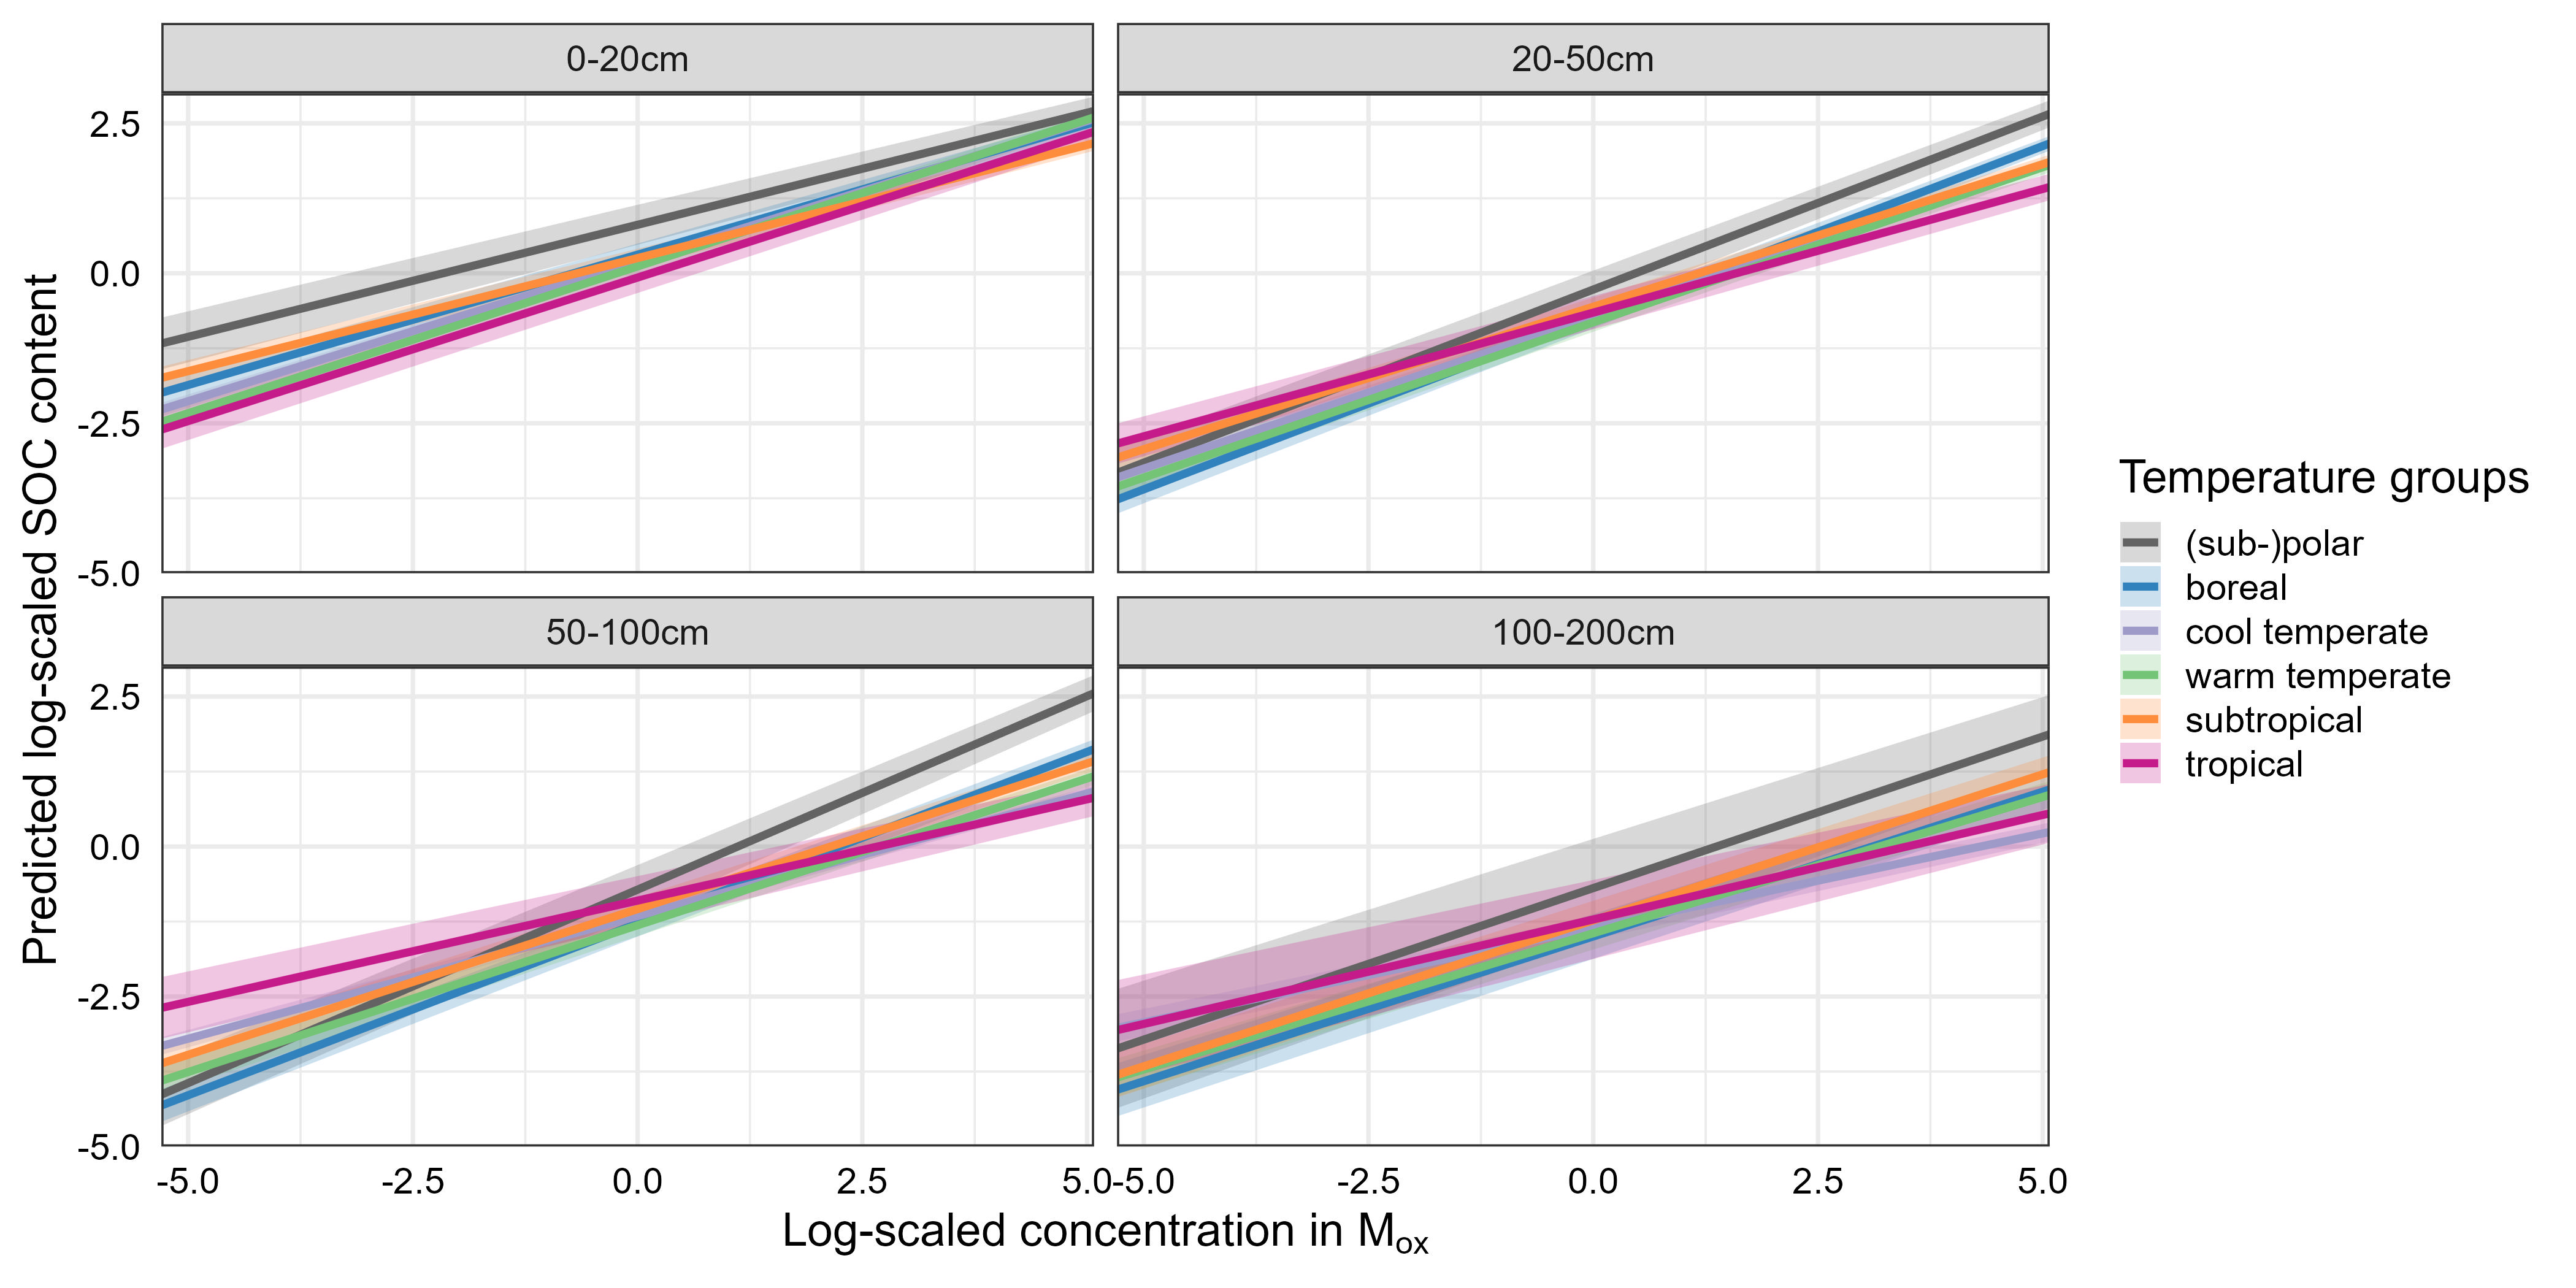 0-20cm
20-50cm
2.5
0.0
-2.5
-5.0
50-100cm
100-200cm
2.5
0.0
-2.5
-5.0
-5.0 -2.5 0.0 2.5 5.0
-5.0 -2.5 0.0 2.5 5.0
Log-scaled concentration in Mox
Predicted log-scaled SOC content
Temperature groups
(sub-)polar
boreal
cool temperate
warm temperate
subtropical
tropical